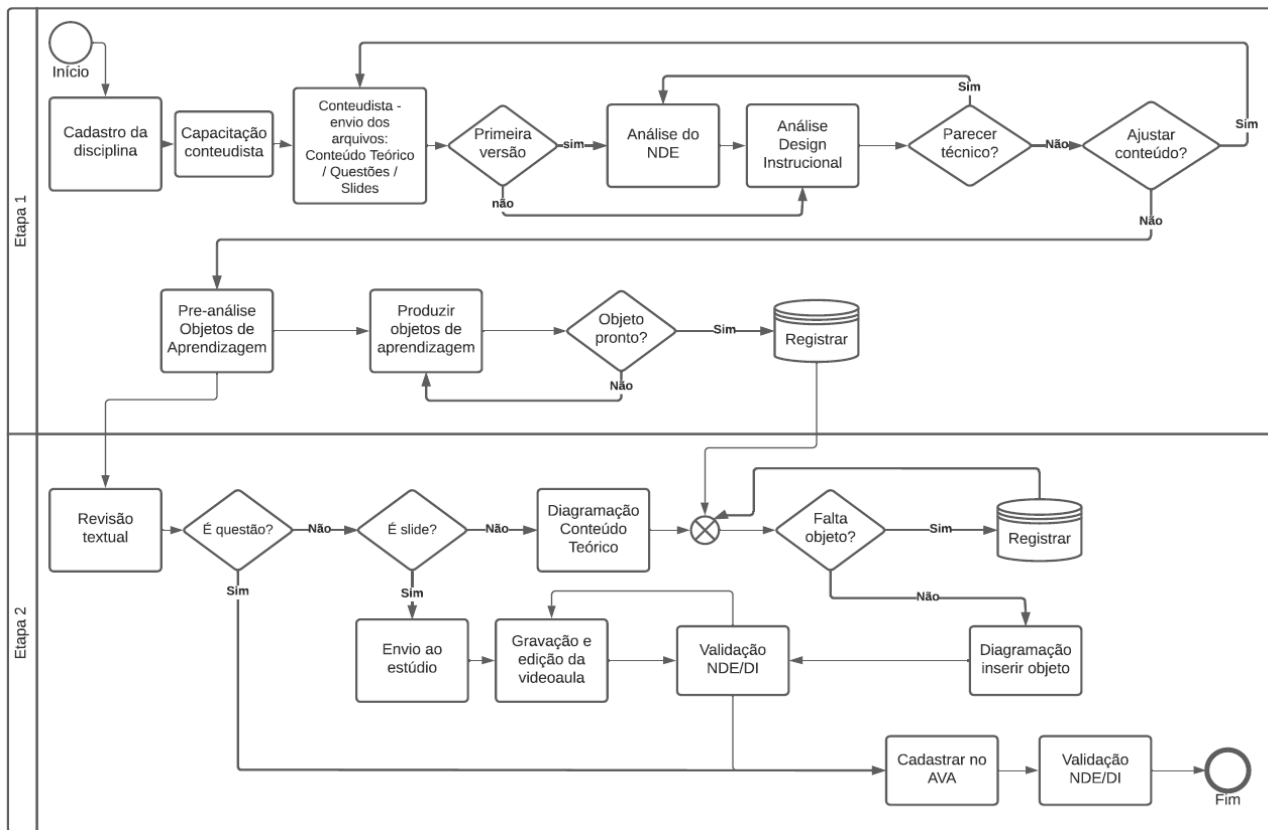 Etapa 1
Início
Cadastro da
disciplina
Capacitação
conteudista
Conteudista -
envio dos
arquivos:
Conteúdo Teórico
/ Questões /
Slides
Primeira
versão
sim
não
Análise do
NDE
Análise
Design
Instrucional
Sim
Parecer
técnico?
Não
Ajustar
conteúdo?
Sim
Não
Pre-análise
Objetos de
Aprendizagem
Produzir
objetos de
aprendizagem
Objeto
pronto?
Sim
Não
Registrar
Etapa 2
Revisão
textual
É questão?
Não
Sim
É slide?
Não
Sim
Diagramação
Conteúdo
Teórico
Falta
objeto?
Sim
Não
Registrar
Envio ao
estúdio
Gravação e
edição da
videoaula
Validação
NDE/DI
Diagramação
inserir objeto
Cadastrar no
AVA
Validação
NDE/DI
Fim